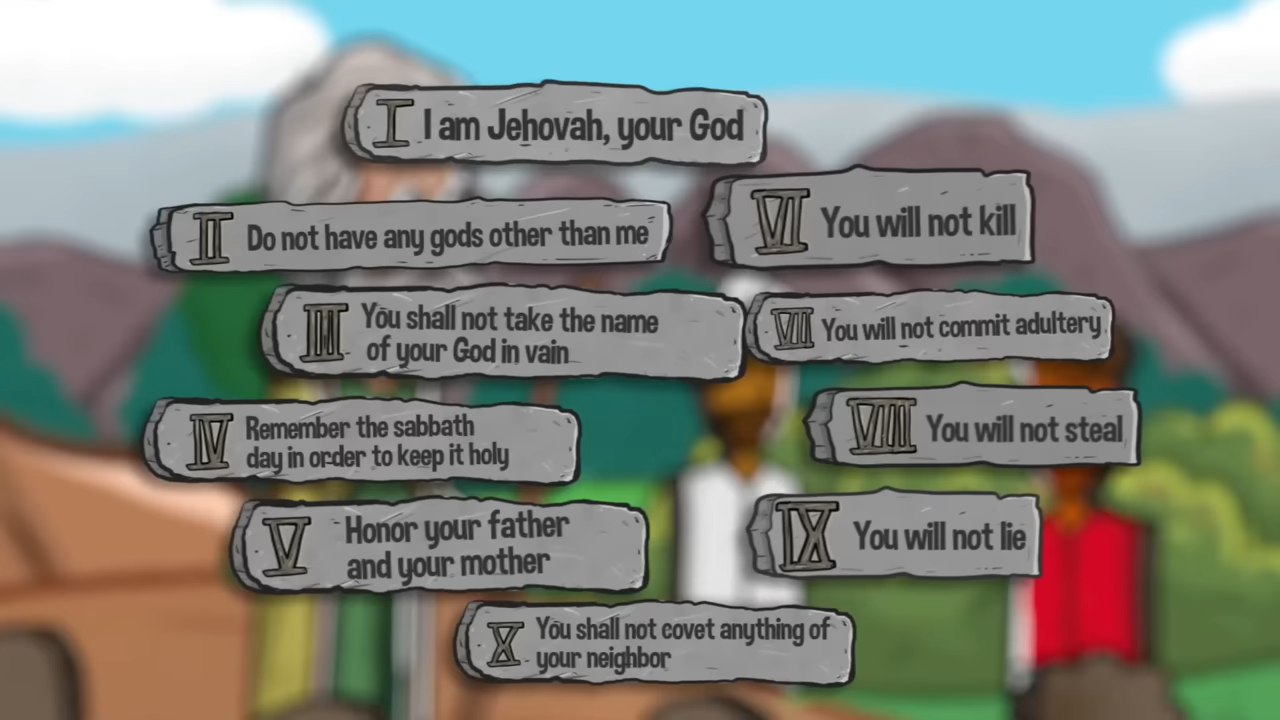 I I am Jehovah, your God
II Do not have any gods other than me
III You shall not take the name
of your God in vain
IV Remember the sabbath
day in order to keep it holy
V Honor your father
and your mother
VI You will not kill
VII You will not commit adultery
VIII You will not steal
IX You will not lie
X You shall not covet anything of
your neighbor